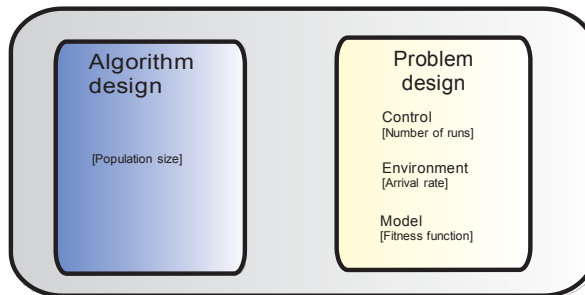 Algorithm
design
[Population size]
Problem
design
Control
[Number of runs]
Environment
[Arrival rate]
Model
[Fitness function]